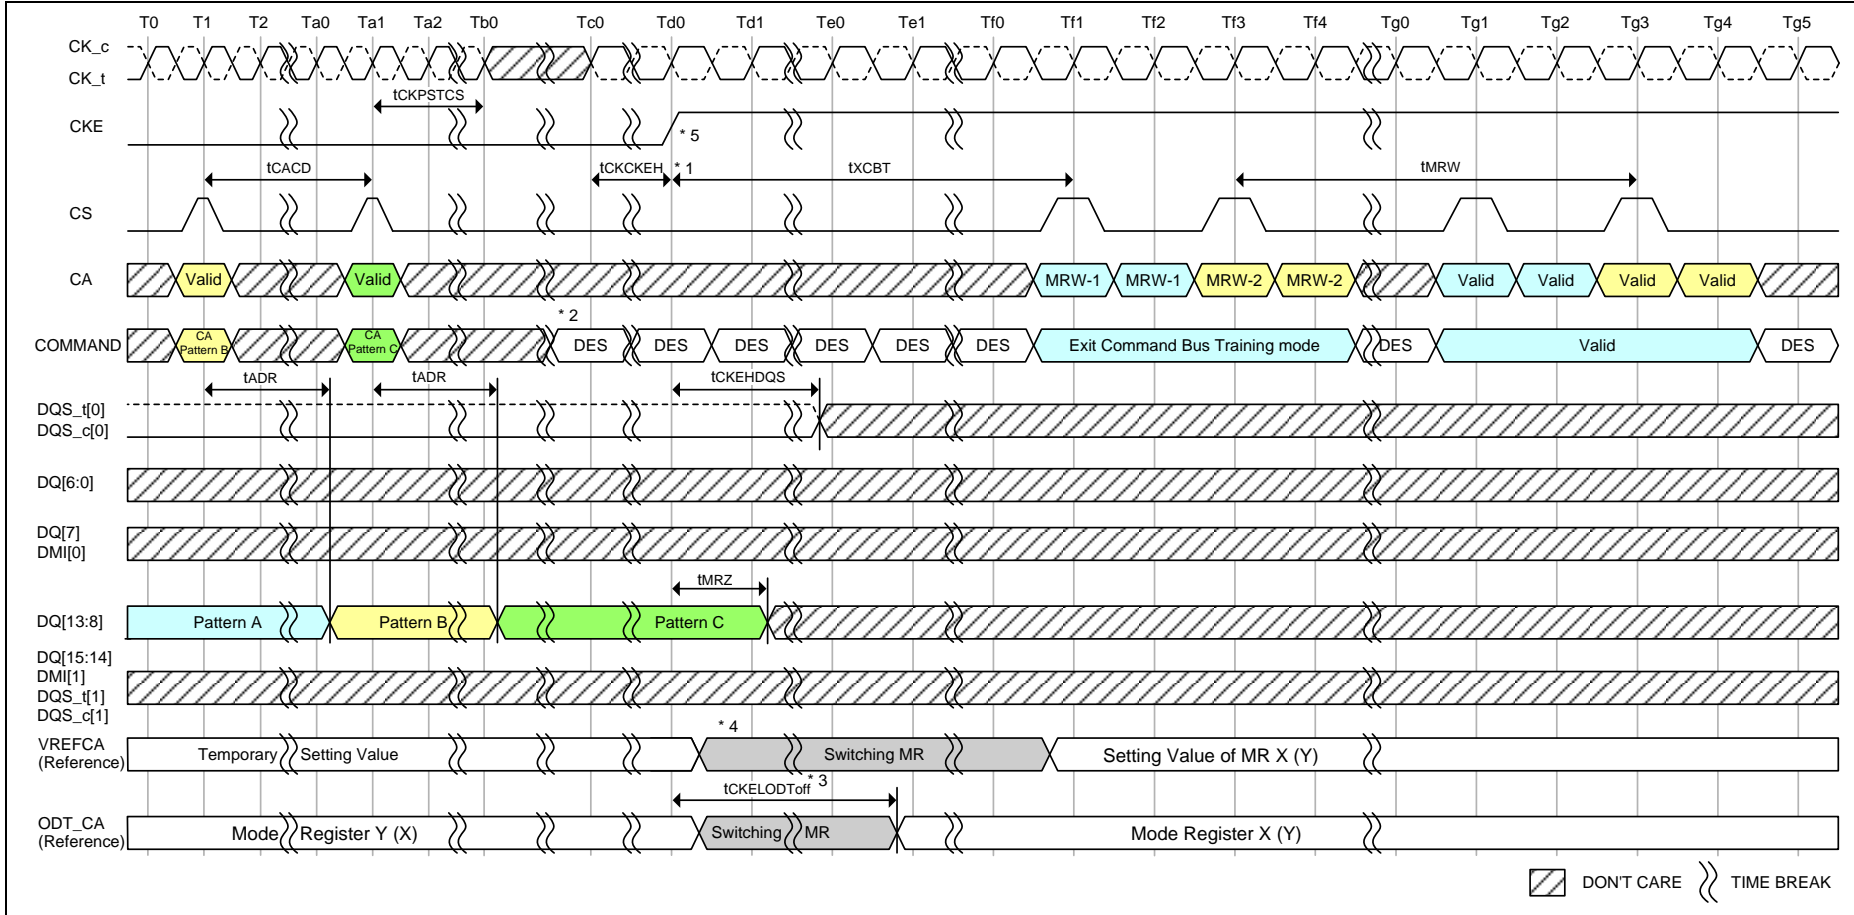 T0 T1 T2 Ta0 Ta1 Ta2 Tb0 Tc0 Td0 Td1 Te0 Te1 Tf0 Tf1 Tf2 Tf3 Tf4 Tg0 Tg1 Tg2 Tg3 Tg4 Tg5
CK_c
CK_t
tCKPSTCS
CKE
* 5
tCACD tCKCKEH * 1 tXCBT tMRW
CS
CA Valid Valid MRW-1 MRW-1 MRW-2 MRW-2 Valid Valid Valid Valid
* 2
COMMAND CA Pattern B CA Pattern C DES DES DES DES DES DES Exit Command Bus Training mode DES Valid DES
tADR tADR tCKEHDQS
DQS_t[0]
DQS_c[0]
DQ[6:0]
DQ[7]
DMI[0]
tMRZ
DQ[13:8] Pattern A Pattern B Pattern C
DQ[15:14]
DMI[1]
DQS_t[1]
DQS_c[1]
* 4
VREFCA
(Reference)
Temporary Setting Value Switching MR Setting Value of MR X (Y)
tCKELODToff * 3
ODT_CA
(Reference)
Mode Register Y (X) Switching MR Mode Register X (Y)
DON'T CARE TIME BREAK